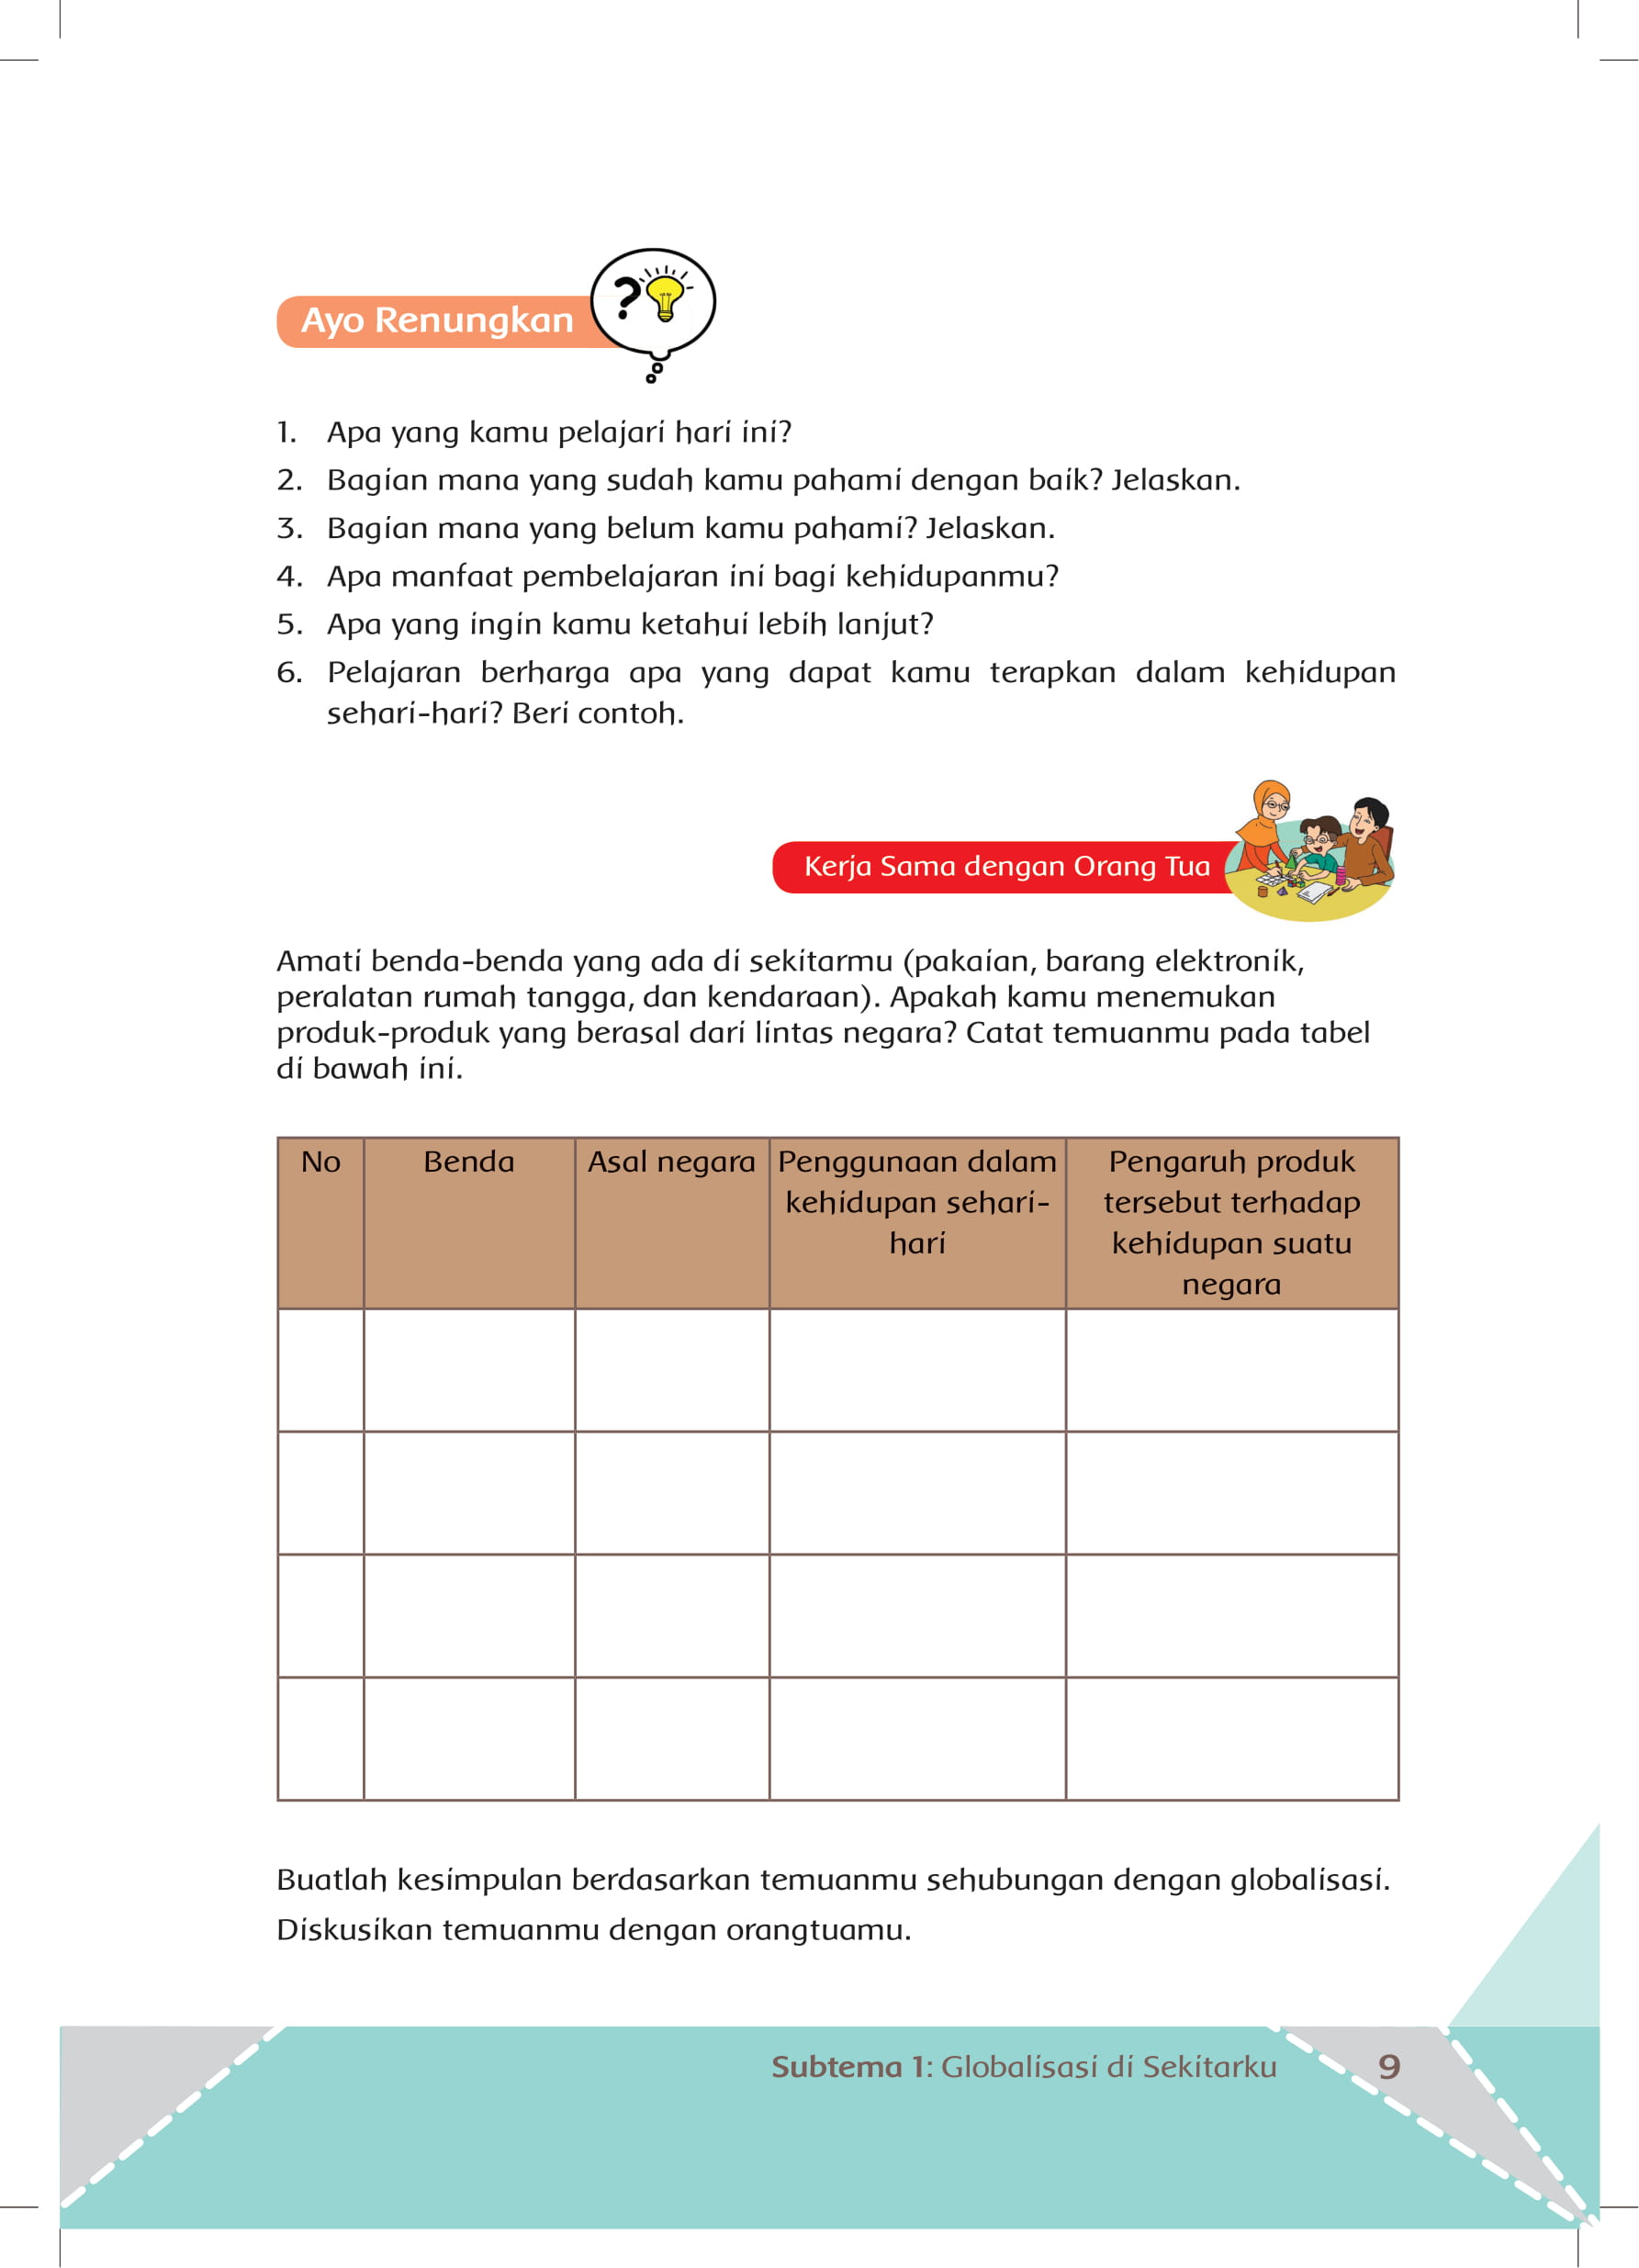 Ayo Renungkan
?
1. Apa yang kamu pelajari hari ini?
2. Bagian mana yang sudah kamu pahami dengan baik? Jelaskan.
3. Bagian mana yang belum kamu pahami? Jelaskan.
4. Apa manfaat pembelajaran ini bagi kehidupanmu?
5. Apa yang ingin kamu ketahui lebih lanjut?
6. Pelajaran berharga apa yang dapat kamu terapkan dalam kehidupan
sehari-hari? Beri contoh.
Kerja Sama dengan Orang Tua
Amati benda-benda yang ada di sekitarmu (pakaian, barang elektronik,
peralatan rumah tangga, dan kendaraan). Apakah kamu menemukan
produk-produk yang berasal dari lintas negara? Catat temuanmu pada tabel
di bawah ini.
No
Benda
Asal negara
Penggunaan dalam
kehidupan sehari-
hari
Pengaruh produk
tersebut terhadap
kehidupan suatu
negara
Buatlah kesimpulan berdasarkan temuanmu sehubungan dengan globalisasi.
Diskusikan temuanmu dengan orangtuamu.
Subtema 1: Globalisasi di Sekitarku 9